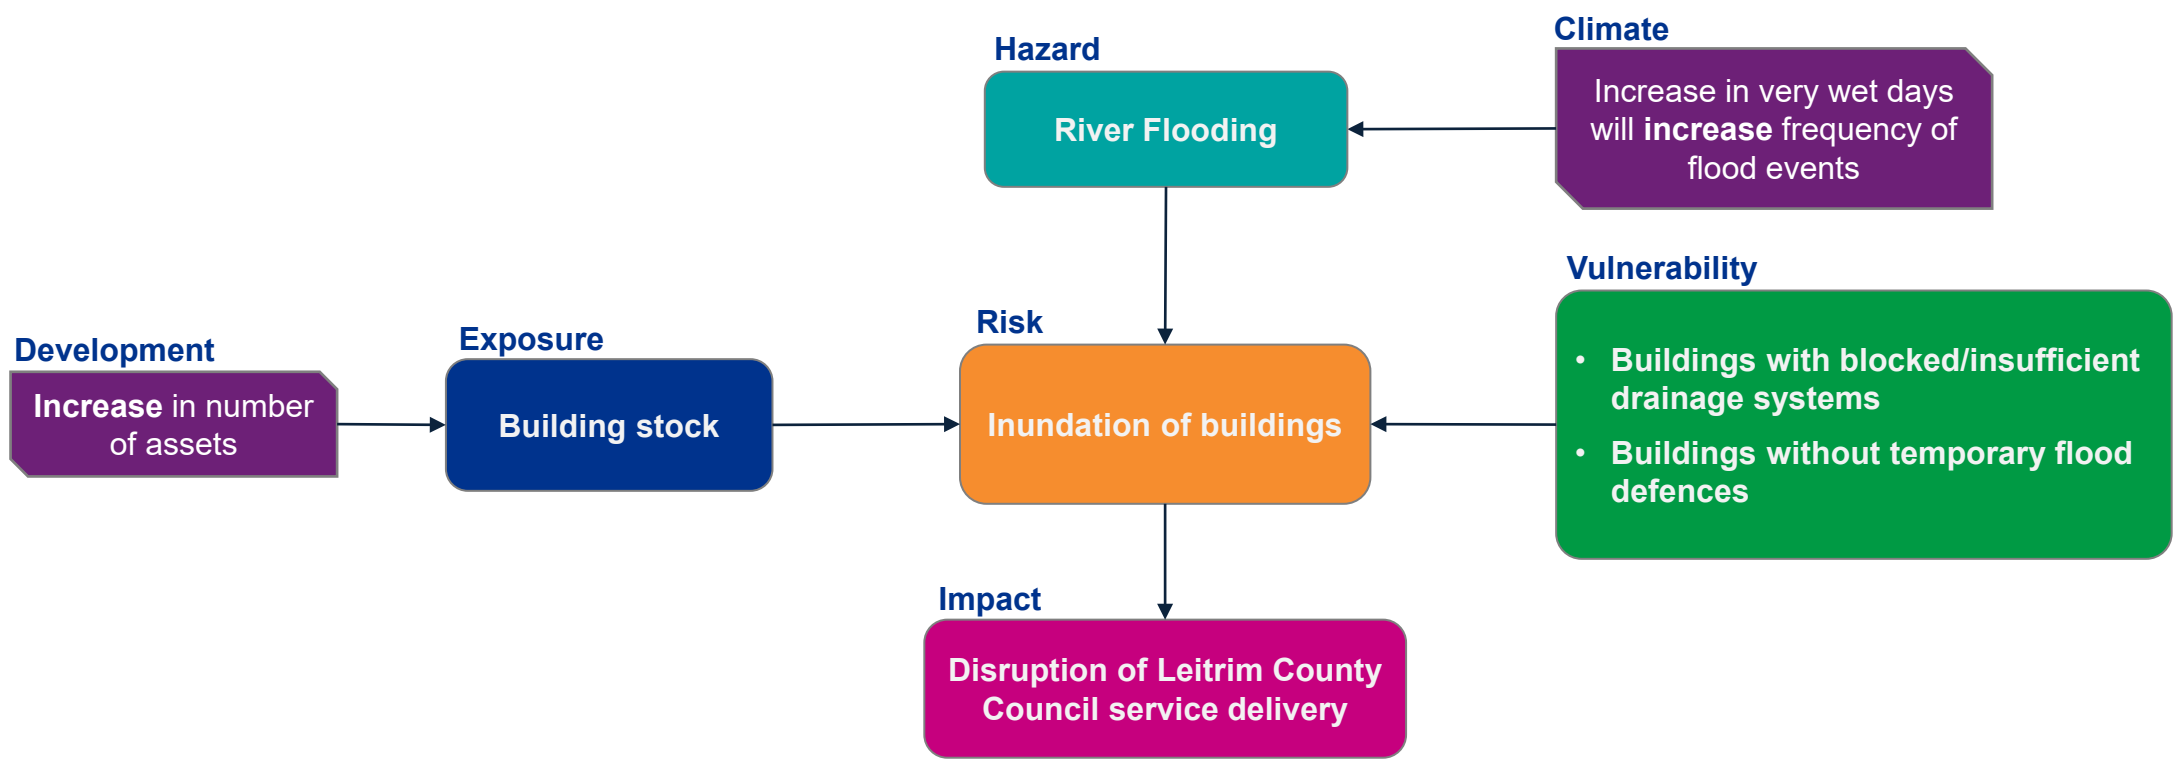 Hazard
River Flooding
Climate
Increase in very wet days
will increase frequency of
flood events
Development
Increase in number
of assets
Exposure
Building stock
Risk
Inundation of buildings
Vulnerability
• Buildings with blocked/insufficient
drainage systems
• Buildings without temporary flood
defences
Impact
Disruption of Leitrim County
Council service delivery